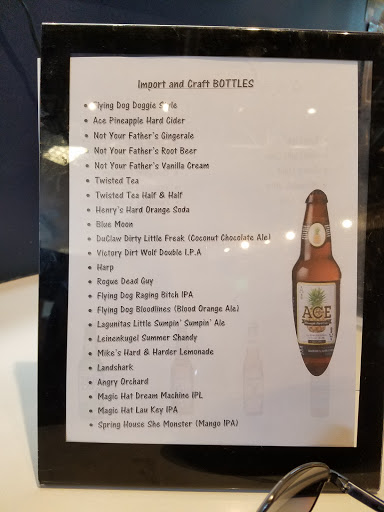 Import and Craft BOTTLES
Flying Dog Doggie Style
Ace Pineapple Hard Cider
Not Your Father's Gingerale
Not Your Father's Root Beer
Not Your Father's Vanilla Cream
Twisted Tea
Twisted Tea Half & Half
Henry's Hard Orange Soda
Blue Moon
DuClaw Dirty Little Freak (Coconut Chocolate Ale)
Victory Dirt Wolf Double I.P.A
Harp
Rogue Dead Guy
Flying Dog Raging Bitch IPA
Flying Dog Bloodlines (Blood Orange Ale)
Lagunitas Little Sumpin' Sumpin' Ale
Leinenkugel Summer Shandy
Mike's Hard & Harder Lemonade
Landshark
Angry Orchard
Magic Hat Dream Machine IPL
Magic Hat Lau Key IPA
Spring House She Monster (Mango IPA)
ACE